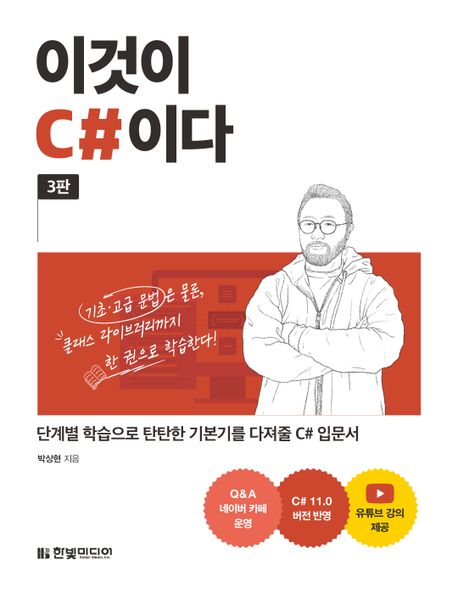 이것이
C#이다
3판
기초·고급 문법은 물론,
클래스 라이브러리까지
한 권으로 학습한다!
단계별 학습으로 탄탄한 기본기를 다져줄 C# 입문서
박상현 지음
Q&A
네이버 카페
운영
C# 11.0
버전 반영
유튜브 강의
제공
한빛미디어